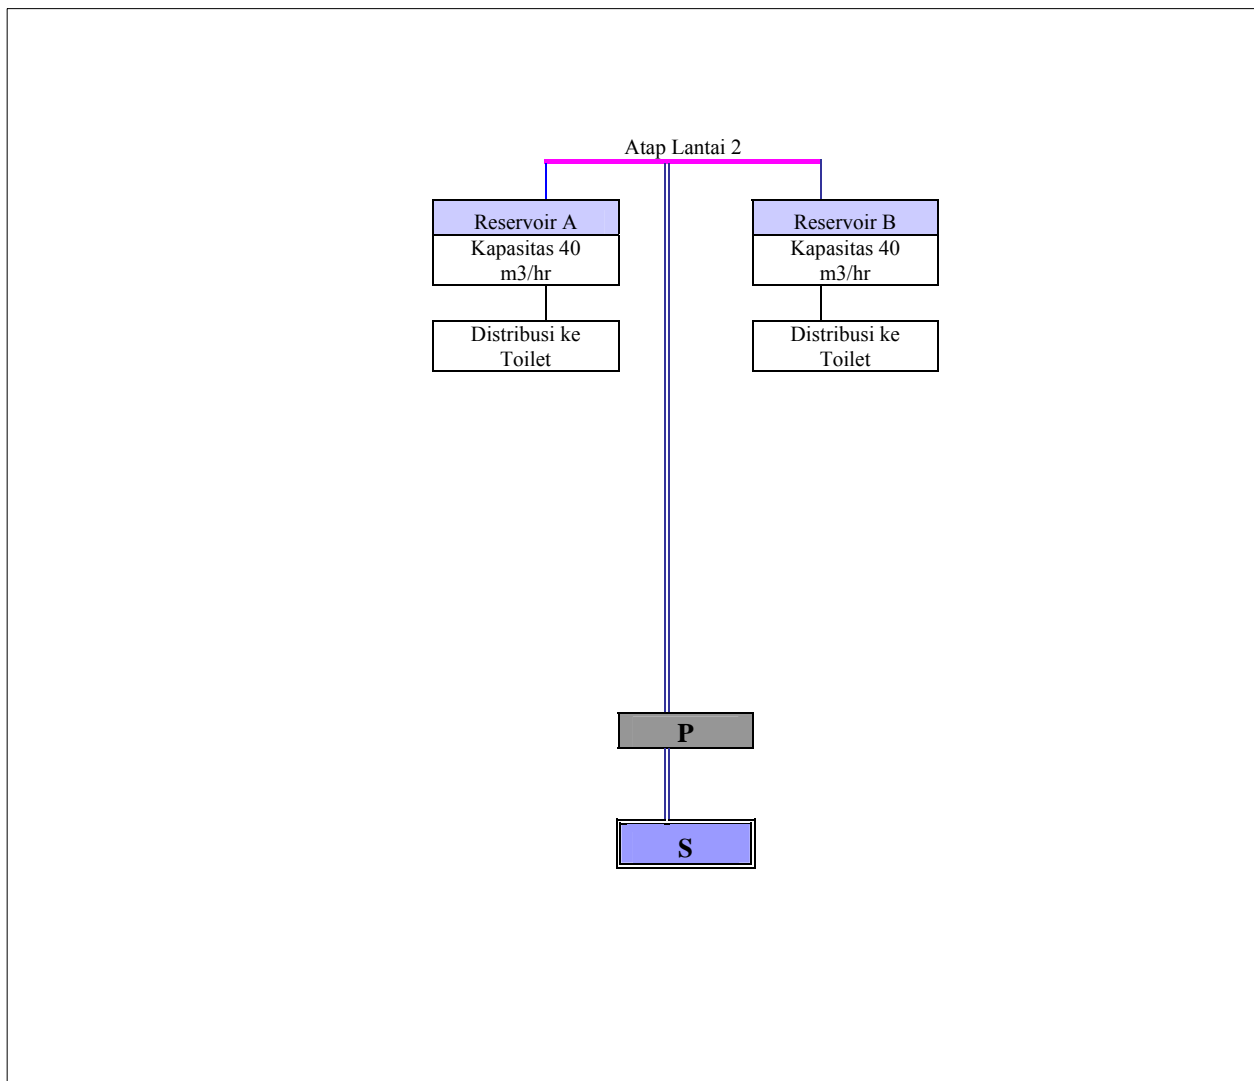 Atap Lantai 2
Reservoir A
Kapasitas 40
m3/hr
Distribusi ke
Toilet
Reservoir B
Kapasitas 40
m3/hr
Distribusi ke
Toilet
P
S